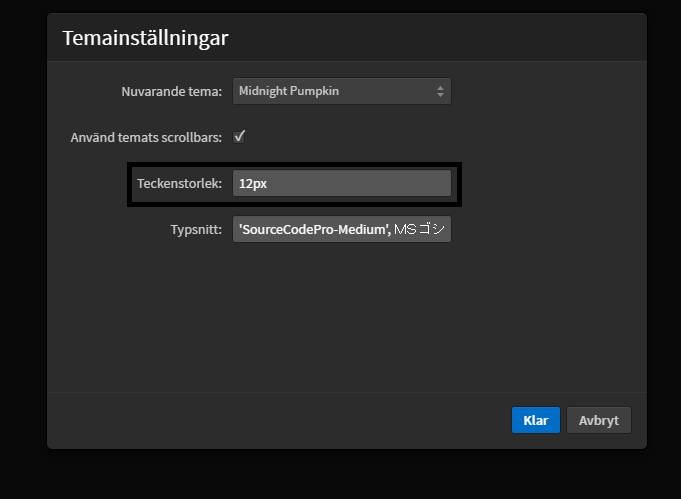 Temainställningar
Nuvarande tema: Midnight Pumpkin
Använd temats scrollbars:
Teckenstorlek: 12px
Typsnitt: 'SourceCodePro-Medium', ＭＳ ゴシ
Klar Avbryt